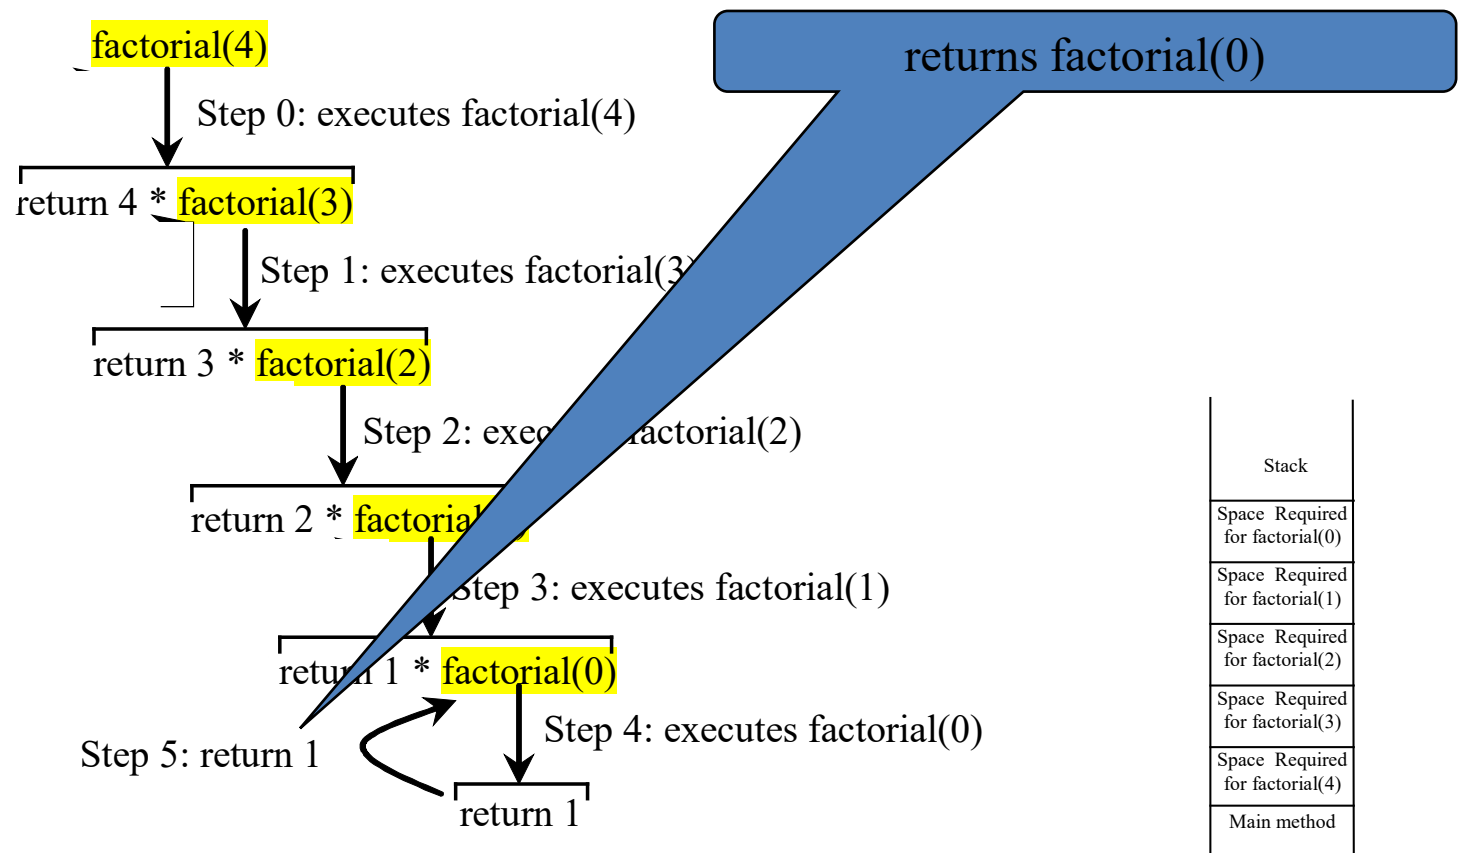 factorial(4)
returns factorial(0)
Step 0: executes factorial(4)
return 4 * factorial(3)
Step 1: executes factorial(3)
return 3 * factorial(2)
Step 2: factorial(2)
return 2 *
Step 3: executes factorial(1)
return 1 * factorial(0)
Step 4: executes factorial(0)
Step 5: return 1
return 1
Stack
Space Required
for factorial(0)
Space Required
for factorial(1)
Space Required
for factorial(2)
Space Required
for factorial(3)
Space Required
for factorial(4)
Main method